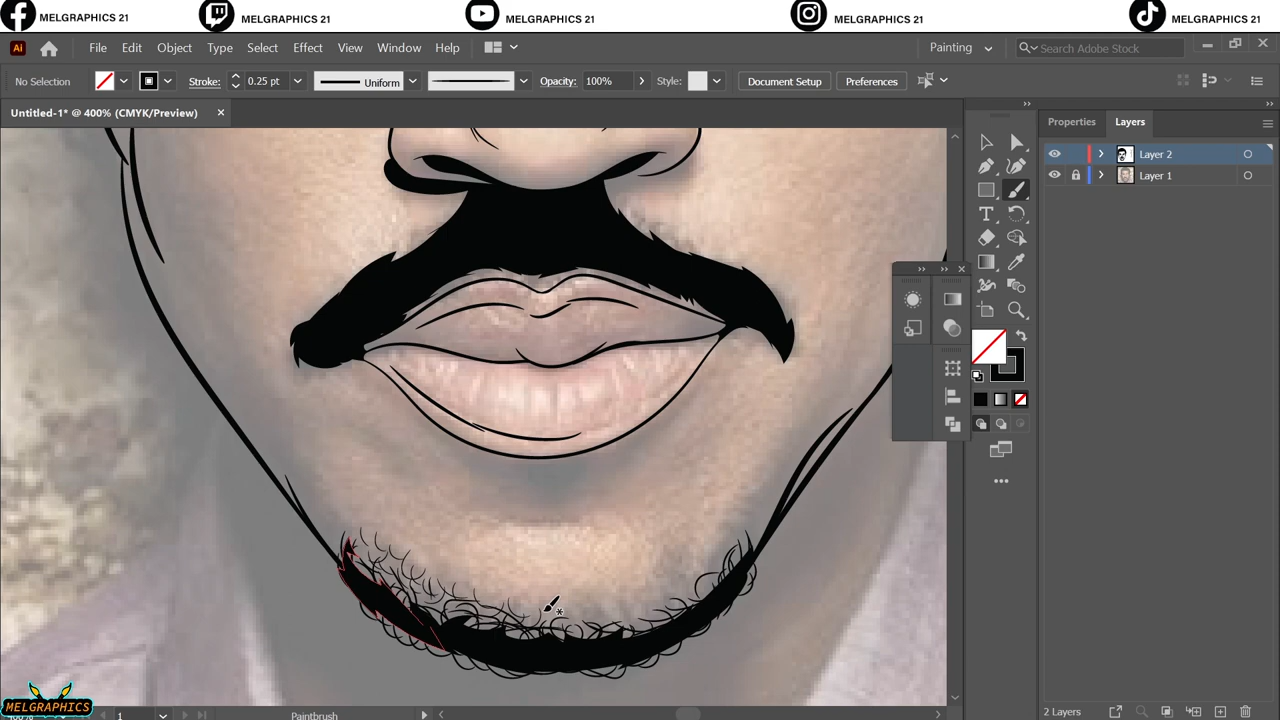 MELGRAPHICS 21
MELGRAPHICS 21
MELGRAPHICS 21
MELGRAPHICS 21
MELGRAPHICS 21
Ai
File Edit Object Type Select Effect View Window Help
Painting
Search Adobe Stock
No Selection
Stroke:
0.25 pt
Uniform
Opacity:
100%
Style:
Document Setup
Preferences
Untitled-1* @ 400% (CMYK/Preview)
Properties
Layers
Layer 2
Layer 1
MELGRAPHICS
1
Paintbrush
2 Layers